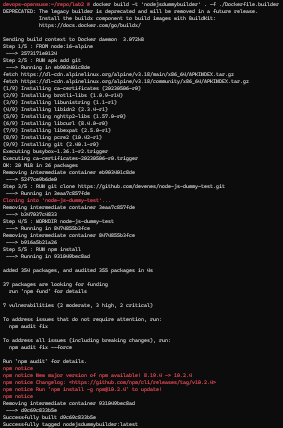 devops-opensuse:~/repo/lab2 # docker build -t 'nodejsdummybuilder' . -f ./Dockerfile.builder
DEPRECATED: The legacy builder is deprecated and will be removed in a future release.
Install the buildx component to build images with BuildKit:
https://docs.docker.com/go/buildx/
Sending build context to Docker daemon 3.072kB
Step 1/5 : FROM node:16-alpine
---> 2573171e0124
Step 2/5 : RUN apk add git
---> Running in
fetch https://dl-cdn.alpinelinux.org/alpine/v3.18/main/x86_64/APKINDEX.tar.gz
fetch https://dl-cdn.alpinelinux.org/alpine/v3.18/community/x86_64/APKINDEX.tar.gz
(1/9) Installing ca-certificates (20230506-r0)
(2/9) Installing brotli-libs (1.0.9-r14)
(3/9) Installing libunistring (1.1-r1)
(4/9) Installing libidn2 (2.3.4-r1)
(5/9) Installing nghttp2-libs (1.57.0-r0)
(6/9) Installing libcurl (8.4.0-r0)
(7/9) Installing libexpat (2.5.0-r1)
(8/9) Installing pcre2 (10.42-r1)
(9/9) Installing git (2.40.1-r0)
Executing busybox-1.36.1-r2.trigger
Executing ca-certificates-20230506-r0.trigger
OK: 20 MiB in 26 packages
Removing intermediate container
--->
Step 3/5 : RUN git clone https://github.com/devenes/node-js-dummy-test.git
---> Running in 3eaa7c857fde
Cloning into 'node-js-dummy-test'...
Removing intermediate container 3eaa7c857fde
--->
Step 4/5 : WORKDIR node-js-dummy-test
---> Running in
Removing intermediate container
--->
Step 5/5 : RUN npm install
---> Running in 931049bec8ad
added 354 packages, and audited 355 packages in 4s
37 packages are looking for funding
run `npm fund` for details
7 vulnerabilities (2 moderate, 3 high, 2 critical)
To address issues that do not require attention, run:
npm audit fix
To address all issues (including breaking changes), run:
npm audit fix --force
Run `npm audit` for details.
npm notice
npm notice New major version of npm available! 8.19.4 -> 10.2.4
npm notice Changelog: <https://github.com/npm/cli/releases/tag/v10.2.4>
npm notice Run `npm install -g npm@10.2.4` to update!
npm notice
Removing intermediate container 931049bec8ad
---> d9c69c833b5e
Successfully built d9c69c833b5e
Successfully tagged nodejsdummybuilder:latest